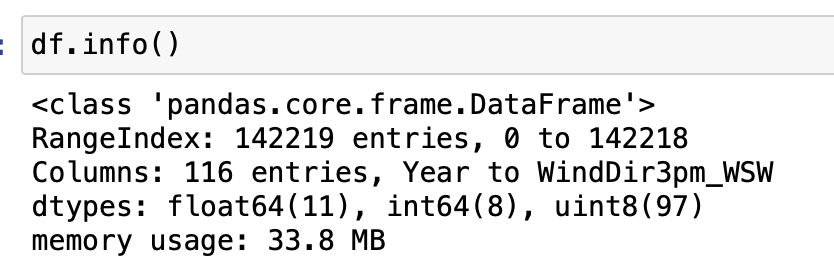 : df.info()
<class 'pandas.core.frame.DataFrame'>
RangeIndex: 142219 entries, 0 to 142218
Columns: 116 entries, Year to WindDir3pm_WSW
dtypes: float64(11), int64(8), uint8(97)
memory usage: 33.8 MB